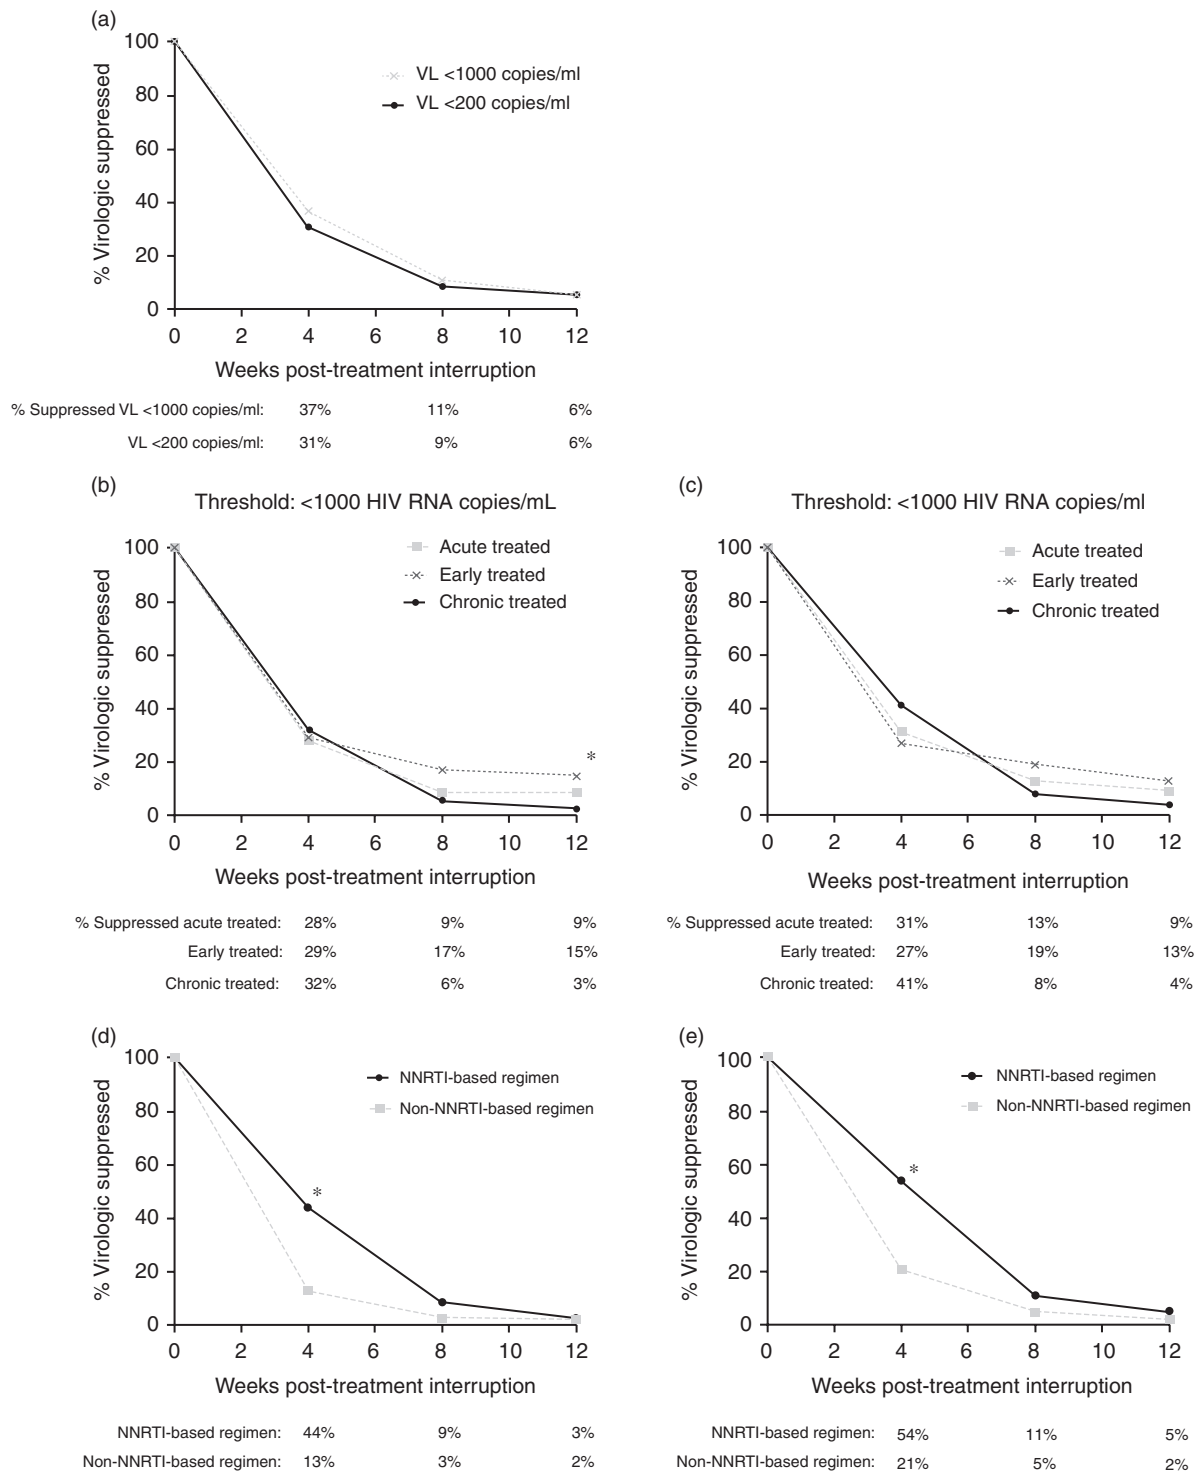 (a)
100
80
60
40
20
0
% Virologic suppressed
VL <1000 copies/ml
VL <200 copies/ml
0 2 4 6 8 10 12
Weeks post-treatment interruption
% Suppressed VL <1000 copies/ml: 37% 11% 6%
VL <200 copies/ml: 31% 9% 6%
(b)
Threshold: <1000 HIV RNA copies/mL
100
80
60
40
20
0
% Virologic suppressed
Acute treated
Early treated
Chronic treated
*
0 2 4 6 8 10 12
Weeks post-treatment interruption
% Suppressed acute treated: 28% 9% 9%
Early treated: 29% 17% 15%
Chronic treated: 32% 6% 3%
(c)
Threshold: <1000 HIV RNA copies/ml
100
80
60
40
20
0
% Virologic suppressed
Acute treated
Early treated
Chronic treated
0 2 4 6 8 10 12
Weeks post-treatment interruption
% Suppressed acute treated: 31% 13% 9%
Early treated: 27% 19% 13%
Chronic treated: 41% 8% 4%
(d)
100
80
60
40
20
0
% Virologic suppressed
NNRTI-based regimen
Non-NNRTI-based regimen
*
0 2 4 6 8 10 12
Weeks post-treatment interruption
NNRTI-based regimen: 44% 9% 3%
Non-NNRTI-based regimen: 13% 3% 2%
(e)
100
80
60
40
20
0
% Virologic suppressed
NNRTI-based regimen
Non-NNRTI-based regimen
*
0 2 4 6 8 10 12
Weeks post-treatment interruption
NNRTI-based regimen: 54% 11% 5%
Non-NNRTI-based regimen: 21% 5% 2%